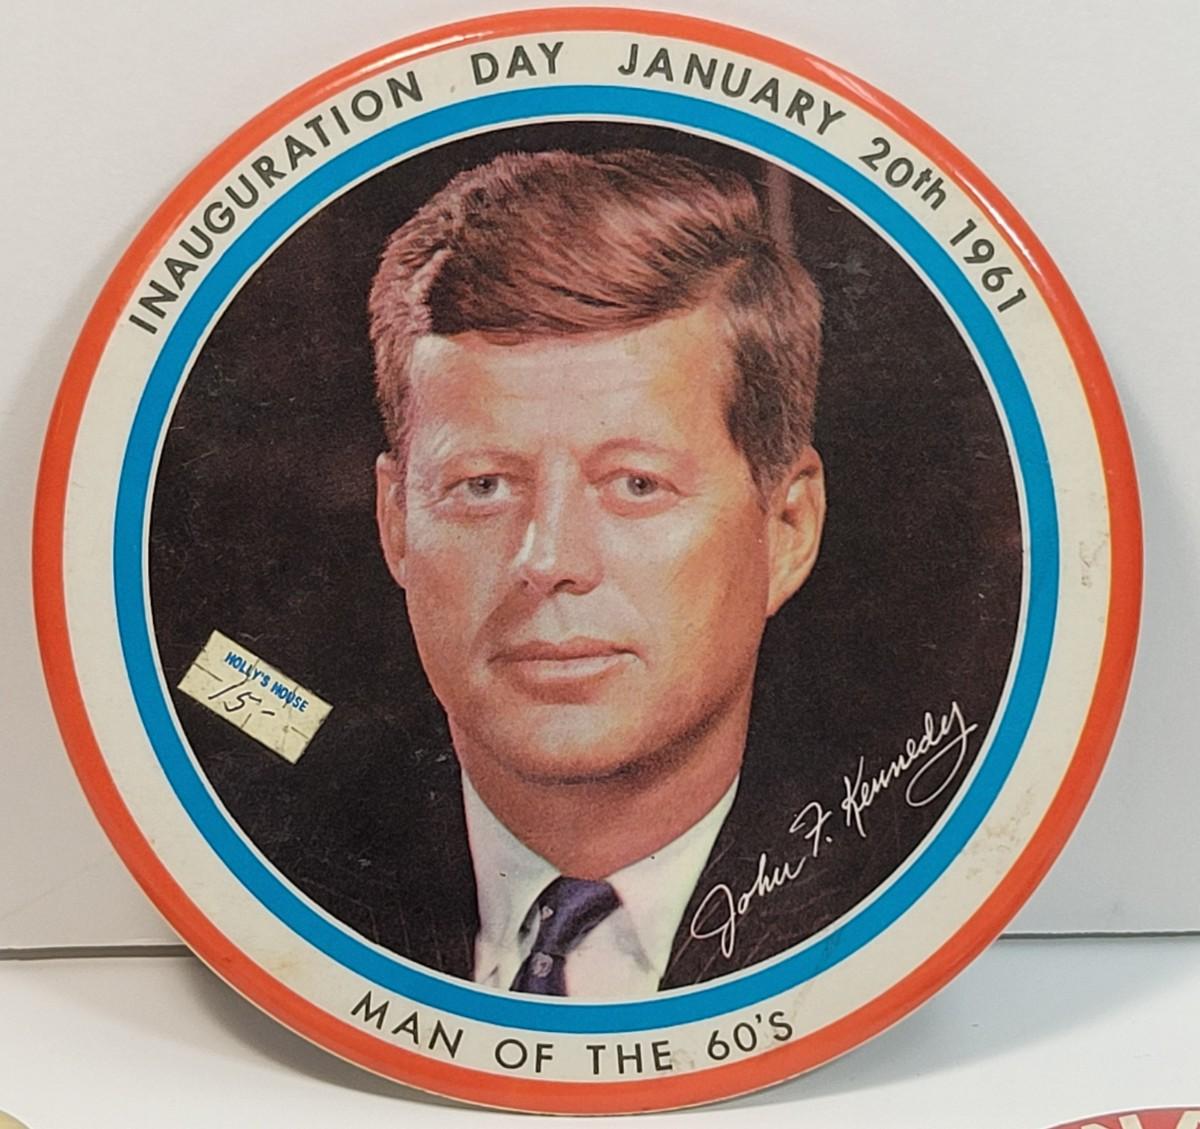 INAUGURATION DAY JANUARY 20th 1961
HOLLY'S HOUSE
15.-
John F. Kennedy
MAN OF THE 60'S